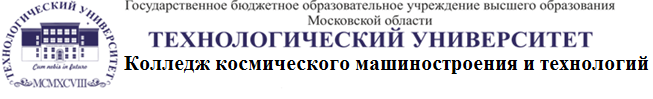 ТЕХНОЛОГИЧЕСКИЙ УНИВЕРСИТЕТ
Cum nobis in futuro
MCMXCVIII
Государственное бюджетное образовательное учреждение высшего образования
Московской области
ТЕХНОЛОГИЧЕСКИЙ УНИВЕРСИТЕТ
Колледж космического машиностроения и технологий